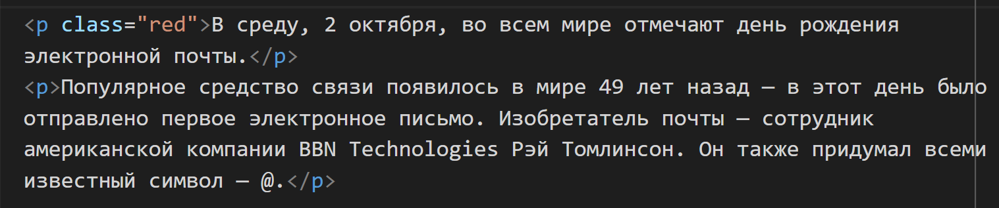 <p class="red">В среду, 2 октября, во всем мире отмечают день рождения
электронной почты.</p>
<p>Популярное средство связи появилось в мире 49 лет назад — в этот день было
отправлено первое электронное письмо. Изобретатель почты — сотрудник
американской компании BBN Technologies Рэй Томлинсон. Он также придумал всеми
известный символ — @.</p>